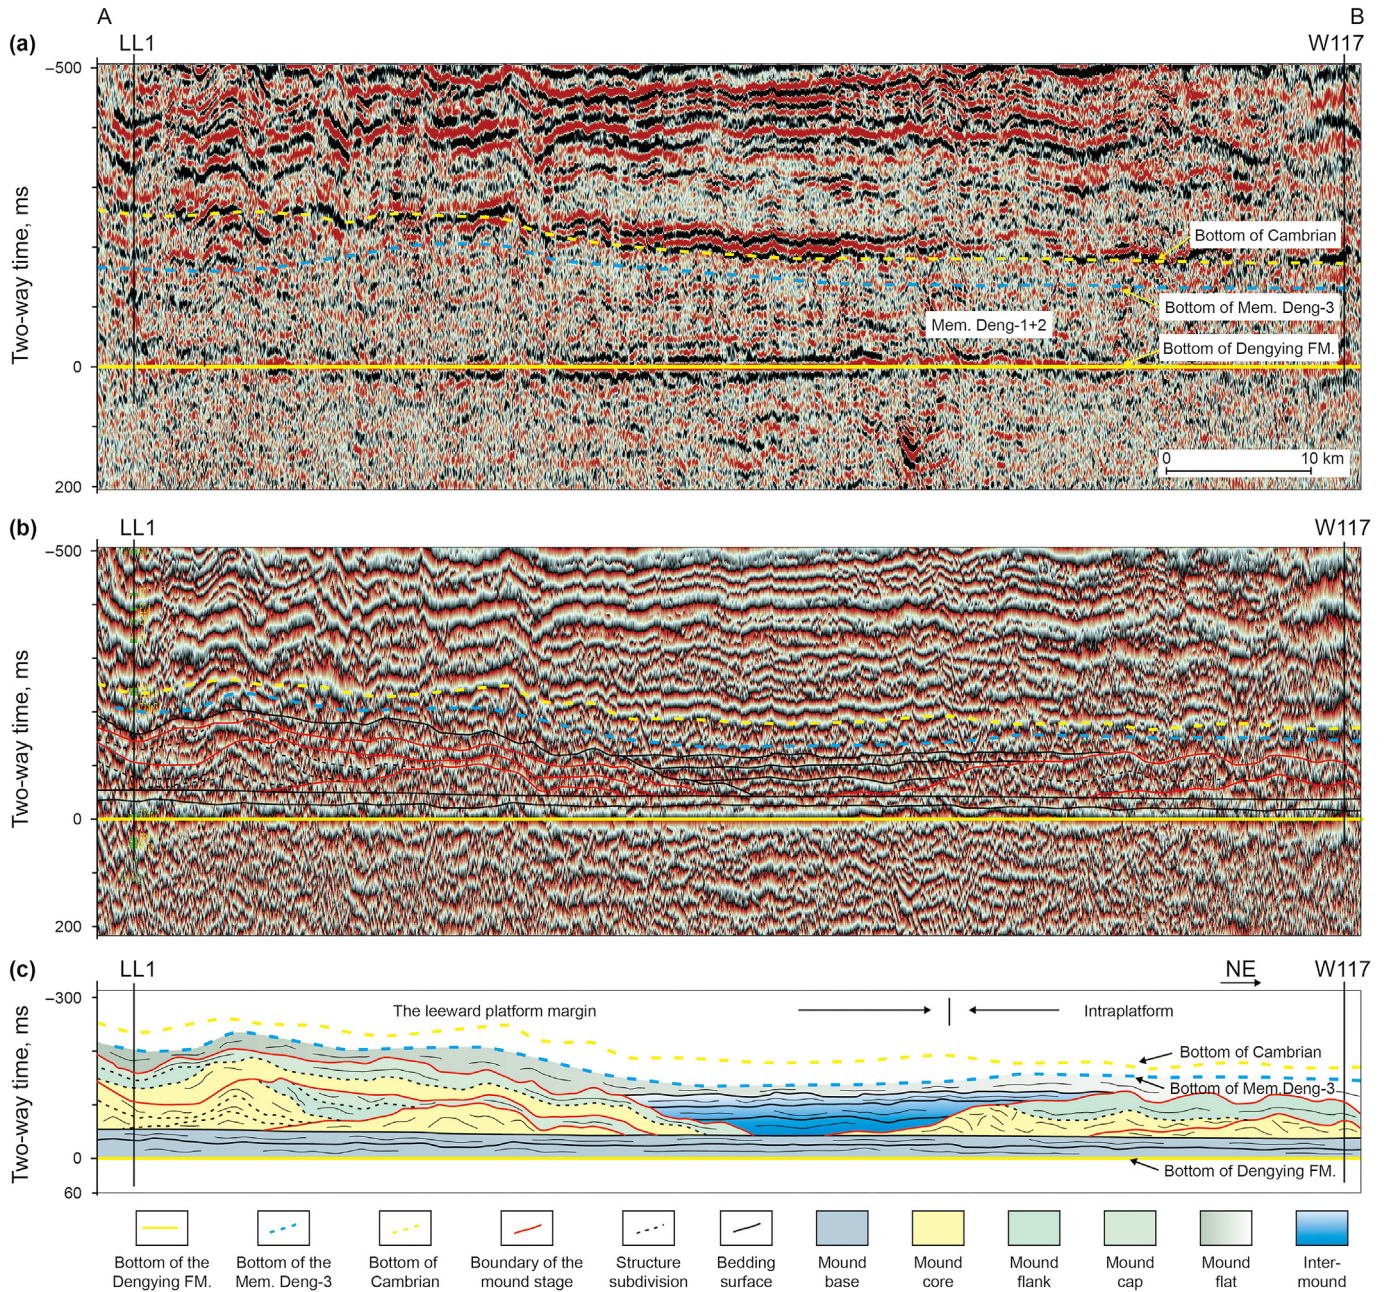 A B
(a) LL1 W117
–500
Bottom of Cambrian
Bottom of Mem. Deng-3
Mem. Deng-1+2
Bottom of Dengying FM.
0
0 10 km
200
Two-way time, ms
(b) LL1 W117
–500
0
200
Two-way time, ms
(c) LL1 NE W117
–300
The leeward platform margin Intraplatform
Bottom of Cambrian
Bottom of Mem.Deng-3
0
Bottom of Dengying FM.
60
Two-way time, ms
Bottom of the Dengying FM.
Bottom of the Mem. Deng-3
Bottom of Cambrian
Boundary of the mound stage
Structure subdivision
Bedding surface
Mound base
Mound core
Mound flank
Mound cap
Mound flat
Inter-mound